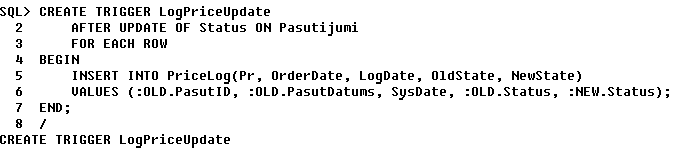 SQL> CREATE TRIGGER LogPriceUpdate
2 AFTER UPDATE OF Status ON Pasutijumi
3 FOR EACH ROW
4 BEGIN
5 INSERT INTO PriceLog(Pr, OrderDate, LogDate, OldState, NewState)
6 VALUES (:OLD.PasutID, :OLD.PasutDatums, SysDate, :OLD.Status, :NEW.Status);
7 END;
8 /
CREATE TRIGGER LogPriceUpdate